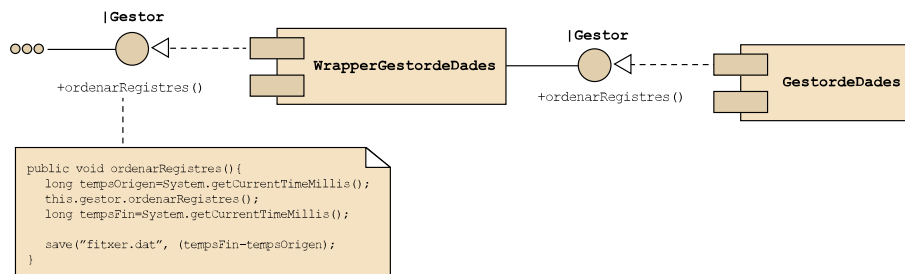 |Gestor
+ordenarRegistres()
WrapperGestordeDades
|Gestor
+ordenarRegistres()
GestordeDades
public void ordenarRegistres(){
long tempsOrigen=System.getCurrentTimeMillis();
this.gestor.ordenarRegistres();
long tempsFin=System.getCurrentTimeMillis();
save("fitxer.dat", (tempsFin-tempsOrigen);
}